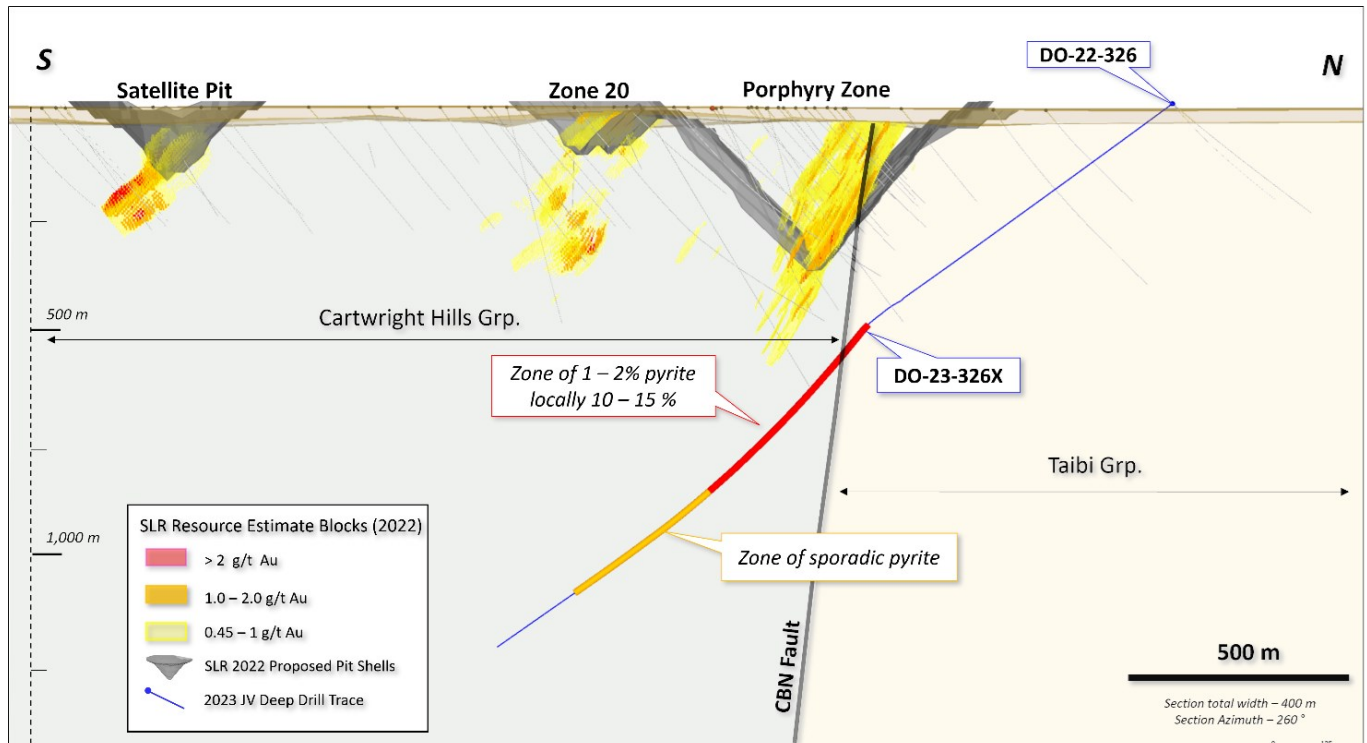 S
N
DO-22-326
Satellite Pit
Zone 20
Porphyry Zone
500 m
Cartwright Hills Grp.
Zone of 1 – 2% pyrite
locally 10 – 15 %
DO-23-326X
Taibi Grp.
1,000 m
Zone of sporadic pyrite
CBN Fault
SLR Resource Estimate Blocks (2022)
> 2 g/t Au
1.0 – 2.0 g/t Au
0.45 – 1 g/t Au
SLR 2022 Proposed Pit Shells
2023 JV Deep Drill Trace
500 m
Section total width – 400 m
Section Azimuth – 260 °